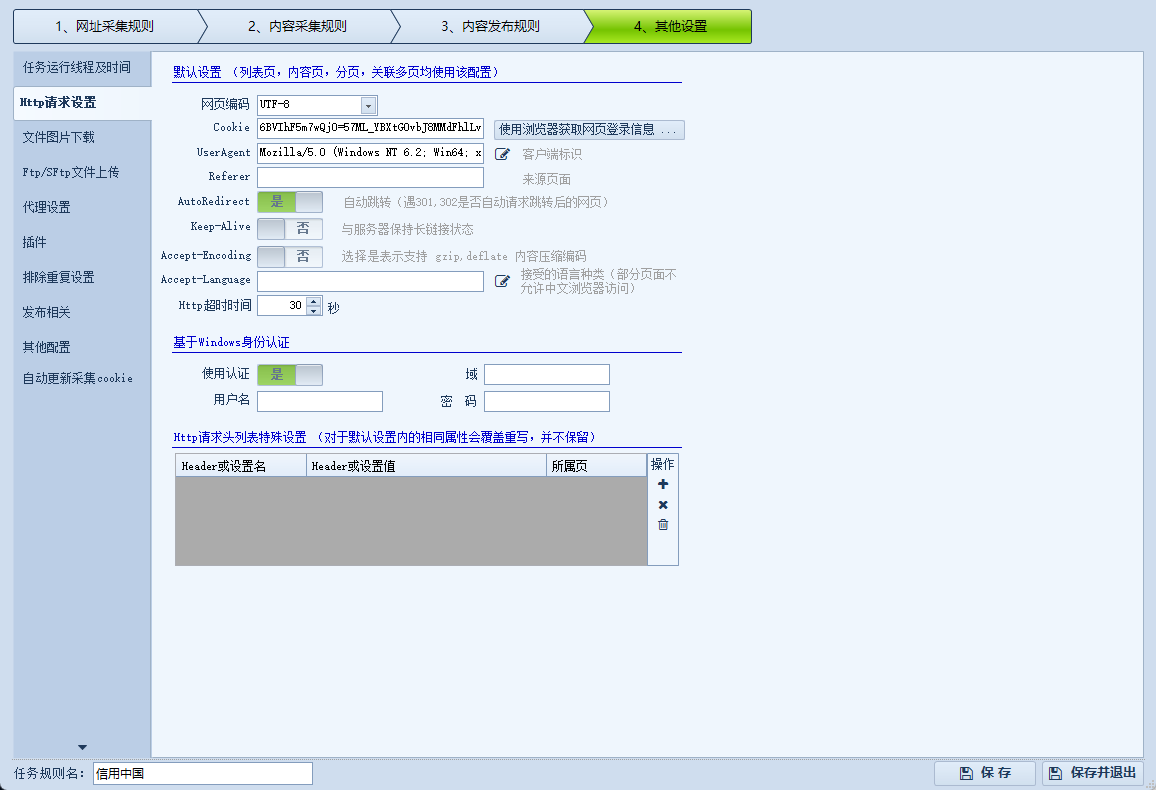 1、网址采集规则 2、内容采集规则 3、内容发布规则 4、其他设置
任务运行线程及时间
Http请求设置
文件图片下载
Ftp/SFtp文件上传
代理设置
插件
排除重复设置
发布相关
其他配置
自动更新采集cookie
默认设置 （列表页，内容页，分页，关联多页均使用该配置）
网页编码 UTF-8
Cookie 6BVIhF5m7wQjO=57ML_YBXtGOvbJ8MMdFhlLv 使用浏览器获取网页登录信息 ...
UserAgent Mozilla/5.0 (Windows NT 6.2; Win64; x 客户端标识
Referer 来源页面
AutoRedirect 是 自动跳转（遇301,302是否自动请求跳转后的网页）
Keep-Alive 否 与服务器保持长链接状态
Accept-Encoding 否 选择是表示支持 gzip,deflate 内容压缩编码
Accept-Language 接受的语言种类（部分页面不
允许中文浏览器访问）
Http超时时间 30 秒
基于Windows身份认证
使用认证 是 域
用户名 密 码
Http请求头列表特殊设置 （对于默认设置内的相同属性会覆盖重写，并不保留）
Header或设置名 Header或设置值 所属页 操作
任务规则名: 信用中国 保 存 保存并退出